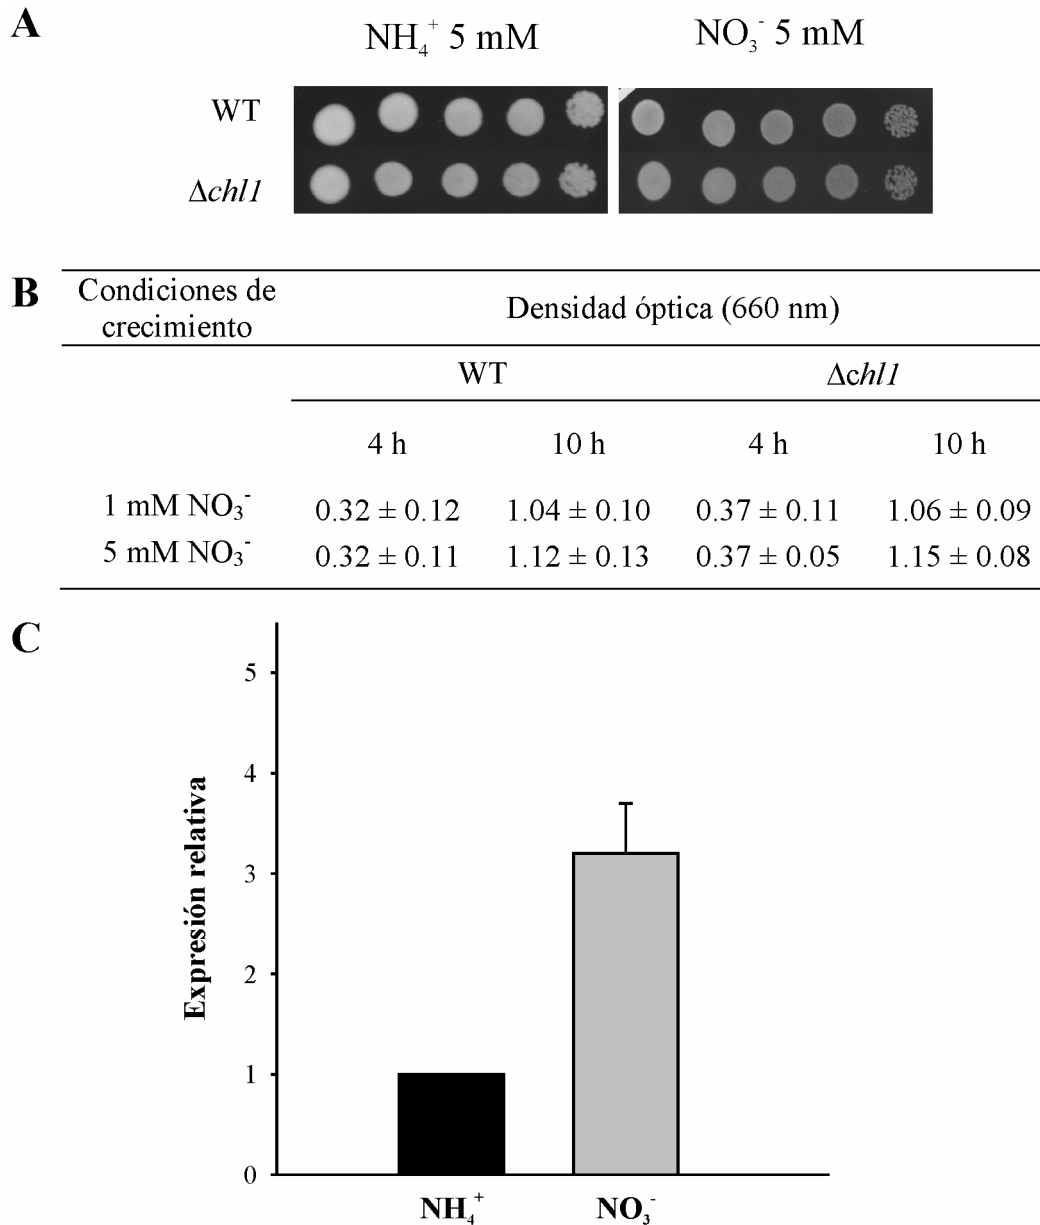 A
NH₄⁺ 5 mM
NO₃⁻ 5 mM
WT
Δchl1
B
Condiciones de crecimiento
Densidad óptica (660 nm)
WT
Δchl1
4 h
10 h
4 h
10 h
1 mM NO₃⁻ 0.32 ± 0.12 1.04 ± 0.10 0.37 ± 0.11 1.06 ± 0.09
5 mM NO₃⁻ 0.32 ± 0.11 1.12 ± 0.13 0.37 ± 0.05 1.15 ± 0.08
C
Expresión relativa
5
4
3
2
1
0
NH₄⁺
NO₃⁻